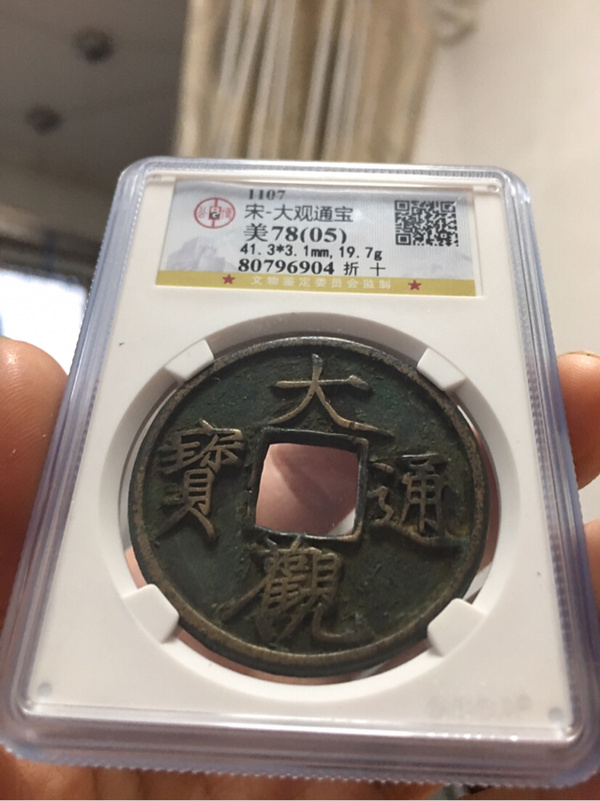 1107
宋-大观通宝
美78(05)
41.3*3.1mm,19.7g
80796904 折 十
★ 文物鉴定委员会监制 ★
大
寳 通
觀